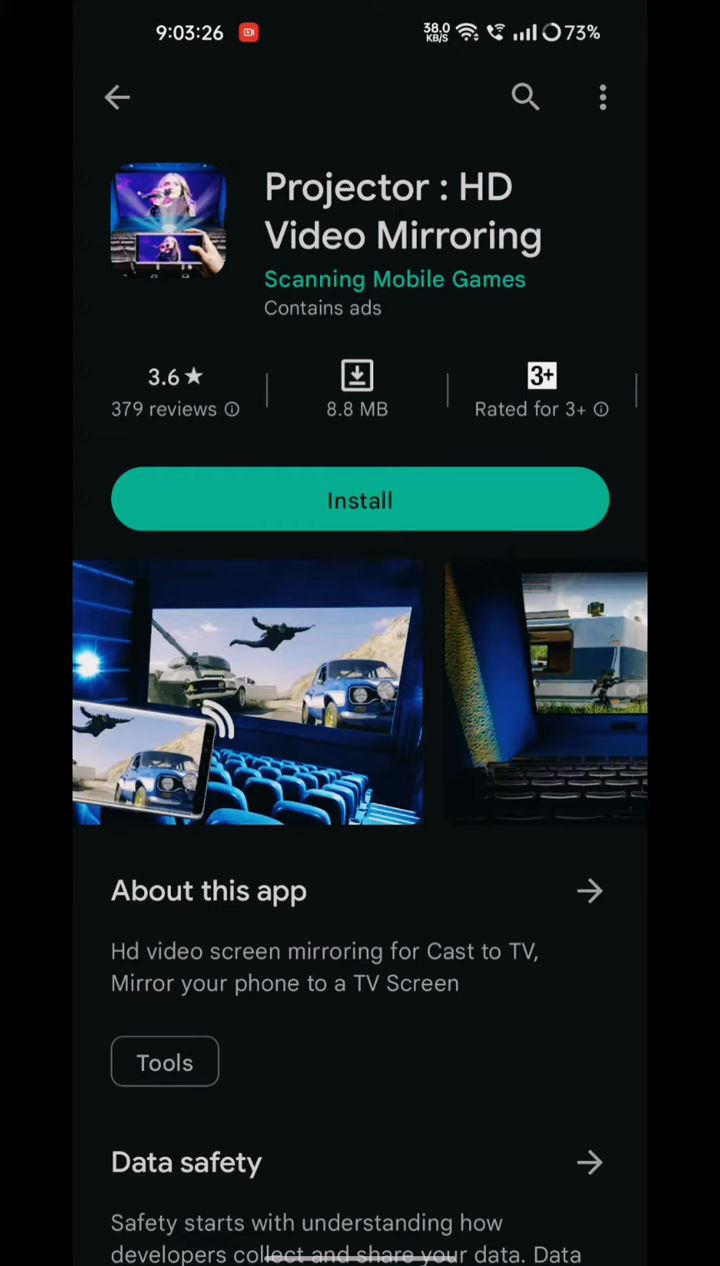 9:03:26
38.0 KB/S
73%
Projector : HD
Video Mirroring
Scanning Mobile Games
Contains ads
3.6★
379 reviews
8.8 MB
3+
Rated for 3+
Install
About this app
Hd video screen mirroring for Cast to TV,
Mirror your phone to a TV Screen
Tools
Data safety
Safety starts with understanding how
developers collect and share your data. Data